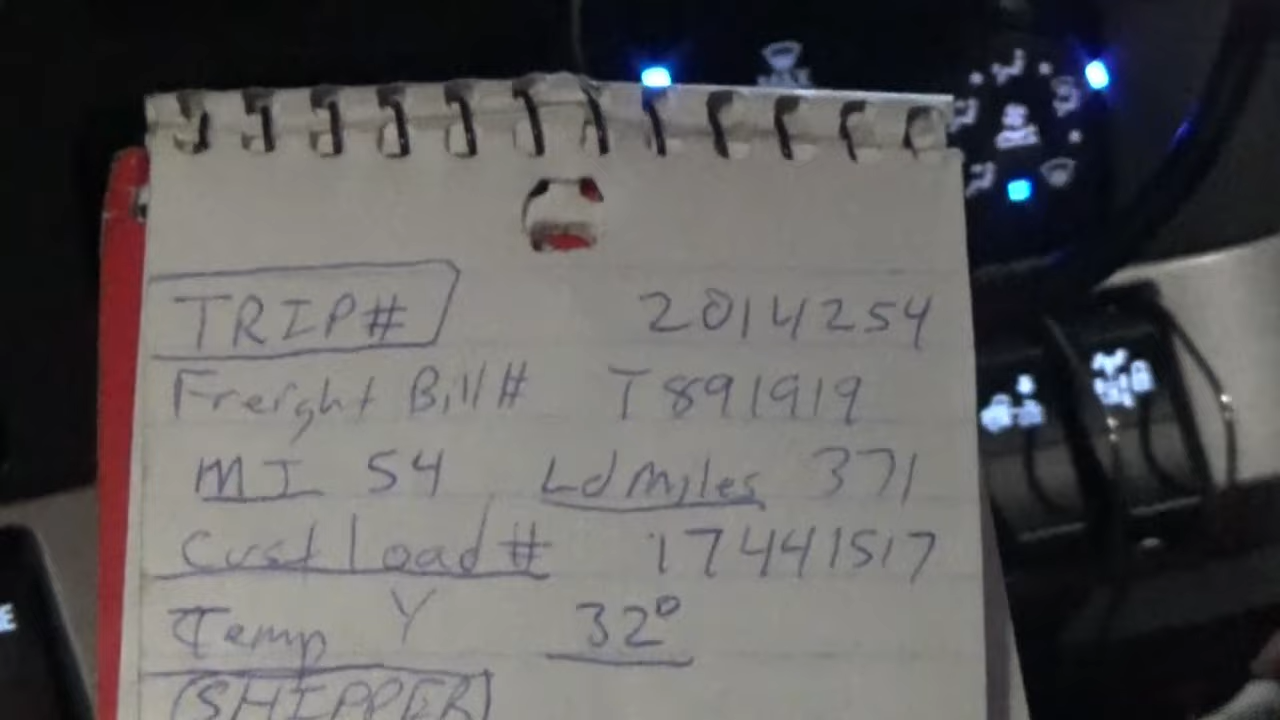 TRIP# 2014254
Freight Bill# T891919
MI 54 Ld Miles 371
Cust Load # 17441517
Temp Y 32°
SHIPPER